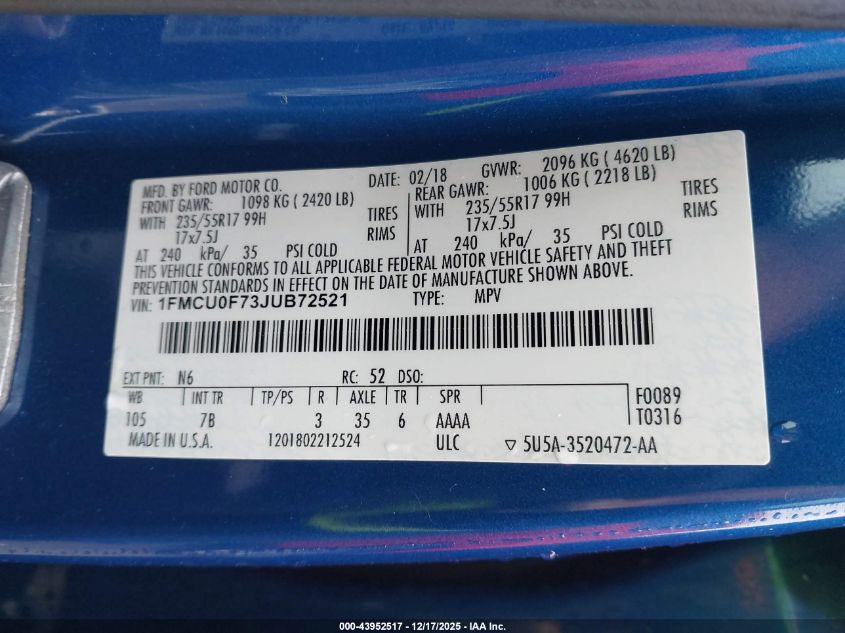 MFD. BY FORD MOTOR CO. DATE: 02/18 GVWR: 2096 KG ( 4620 LB)
FRONT GAWR: 1098 KG ( 2420 LB) REAR GAWR: 1006 KG ( 2218 LB)
WITH 235/55R17 99H TIRES WITH 235/55R17 99H TIRES
17x7.5J RIMS 17x7.5J RIMS
AT 240 kPa/ 35 PSI COLD AT 240 kPa/ 35 PSI COLD
THIS VEHICLE CONFORMS TO ALL APPLICABLE FEDERAL MOTOR VEHICLE SAFETY AND THEFT
PREVENTION STANDARDS IN EFFECT ON THE DATE OF MANUFACTURE SHOWN ABOVE.
VIN: 1FMCU0F73JUB72521 TYPE: MPV
EXT PNT: N6 RC: 52 DSO:
WB INT TR TP/PS R AXLE TR SPR F0089
105 7B 3 35 6 AAAA T0316
MADE IN U.S.A. 1201802212524 ULC ▽ 5U5A-3520472-AA
000-43952517 - 12/17/2025 - IAA Inc.